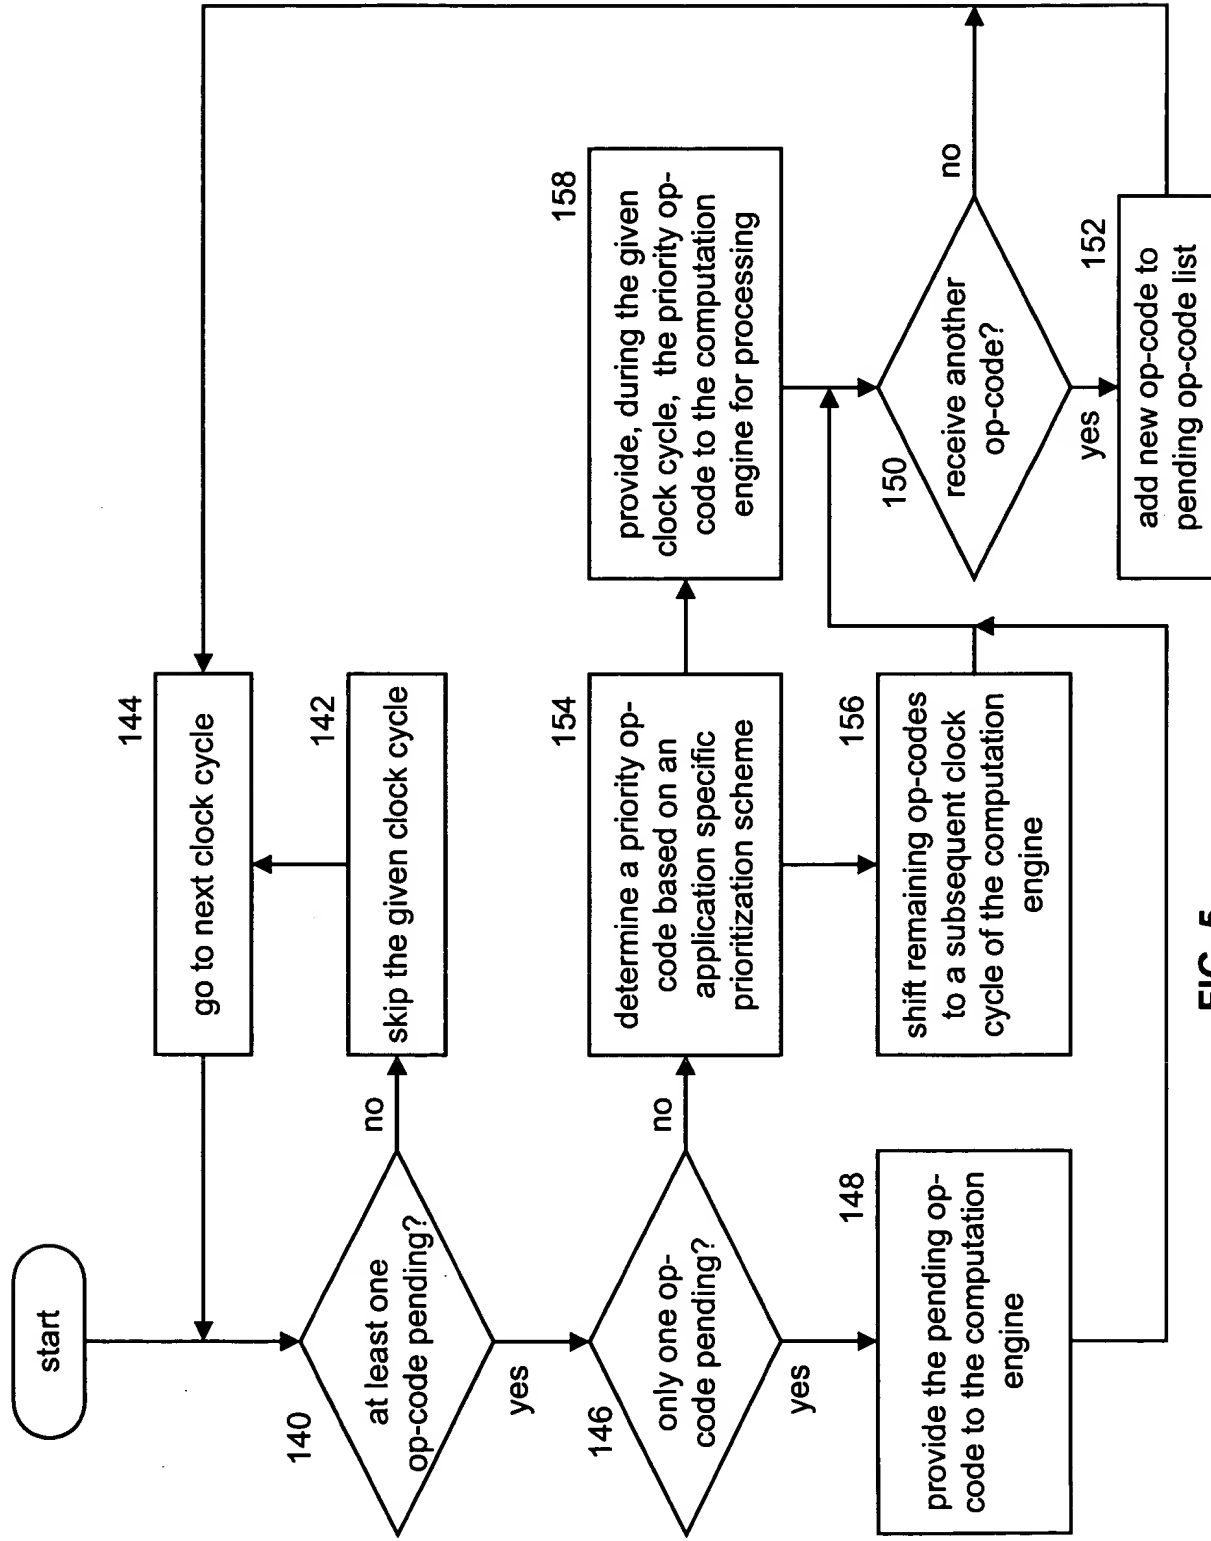 start
140
at least one
op-code pending?
no
yes
144
go to next clock cycle
142
skip the given clock cycle
146
only one op-
code pending?
no
yes
148
provide the pending op-
code to the computation
engine
154
determine a priority op-
code based on an
application specific
prioritization scheme
156
shift remaining op-codes
to a subsequent clock
cycle of the computation
engine
158
provide, during the given
clock cycle, the priority op-
code to the computation
engine for processing
150
receive another
op-code?
no
yes
152
add new op-code to
pending op-code list
FIG. 5